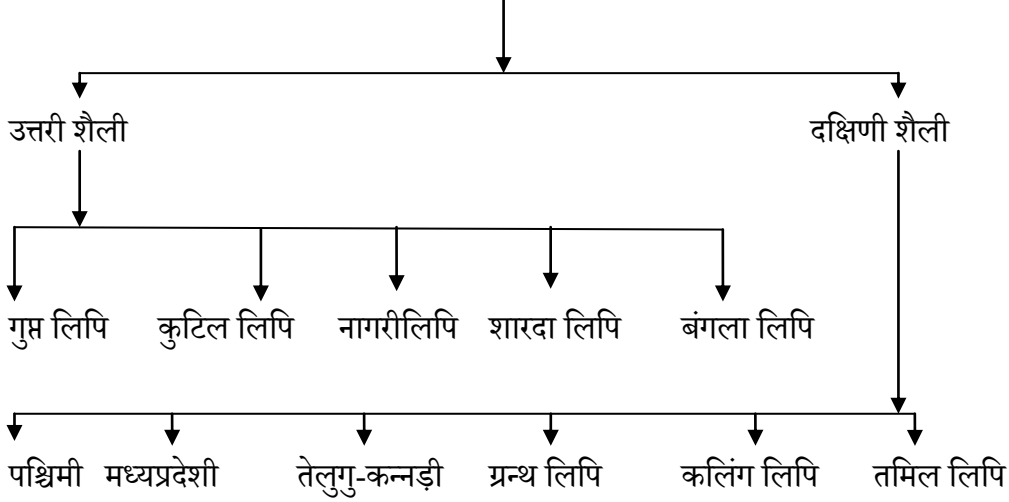 उत्तरी शैली दक्षिणी शैली
गुप्त लिपि कुटिल लिपि नागरीलिपि शारदा लिपि बंगला लिपि
पश्चिमी मध्यप्रदेशी तेलुगु-कन्नड़ी ग्रन्थ लिपि कलिंग लिपि तमिल लिपि